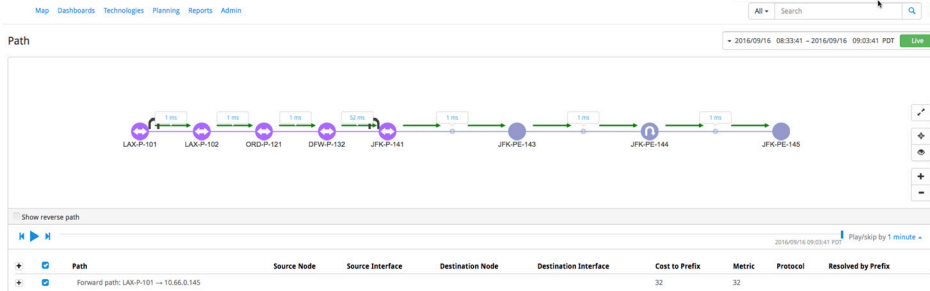 Map Dashboards Technologies Planning Reports Admin All Search
Path 2016/09/16 08:33:41 – 2016/09/16 09:03:41 PDT Live
1 ms 1 ms 1 ms 52 ms 1 ms 1 ms 1 ms
LAX-P-101 LAX-P-102 ORD-P-121 DFW-P-132 JFK-P-141 JFK-PE-143 JFK-PE-144 JFK-PE-145
Show reverse path
2016/09/16 09:03:41 PDT Play/skip by 1 minute
Path Source Node Source Interface Destination Node Destination Interface Cost to Prefix Metric Protocol Resolved by Prefix
Forward path: LAX-P-101 → 10.66.0.145 32 32